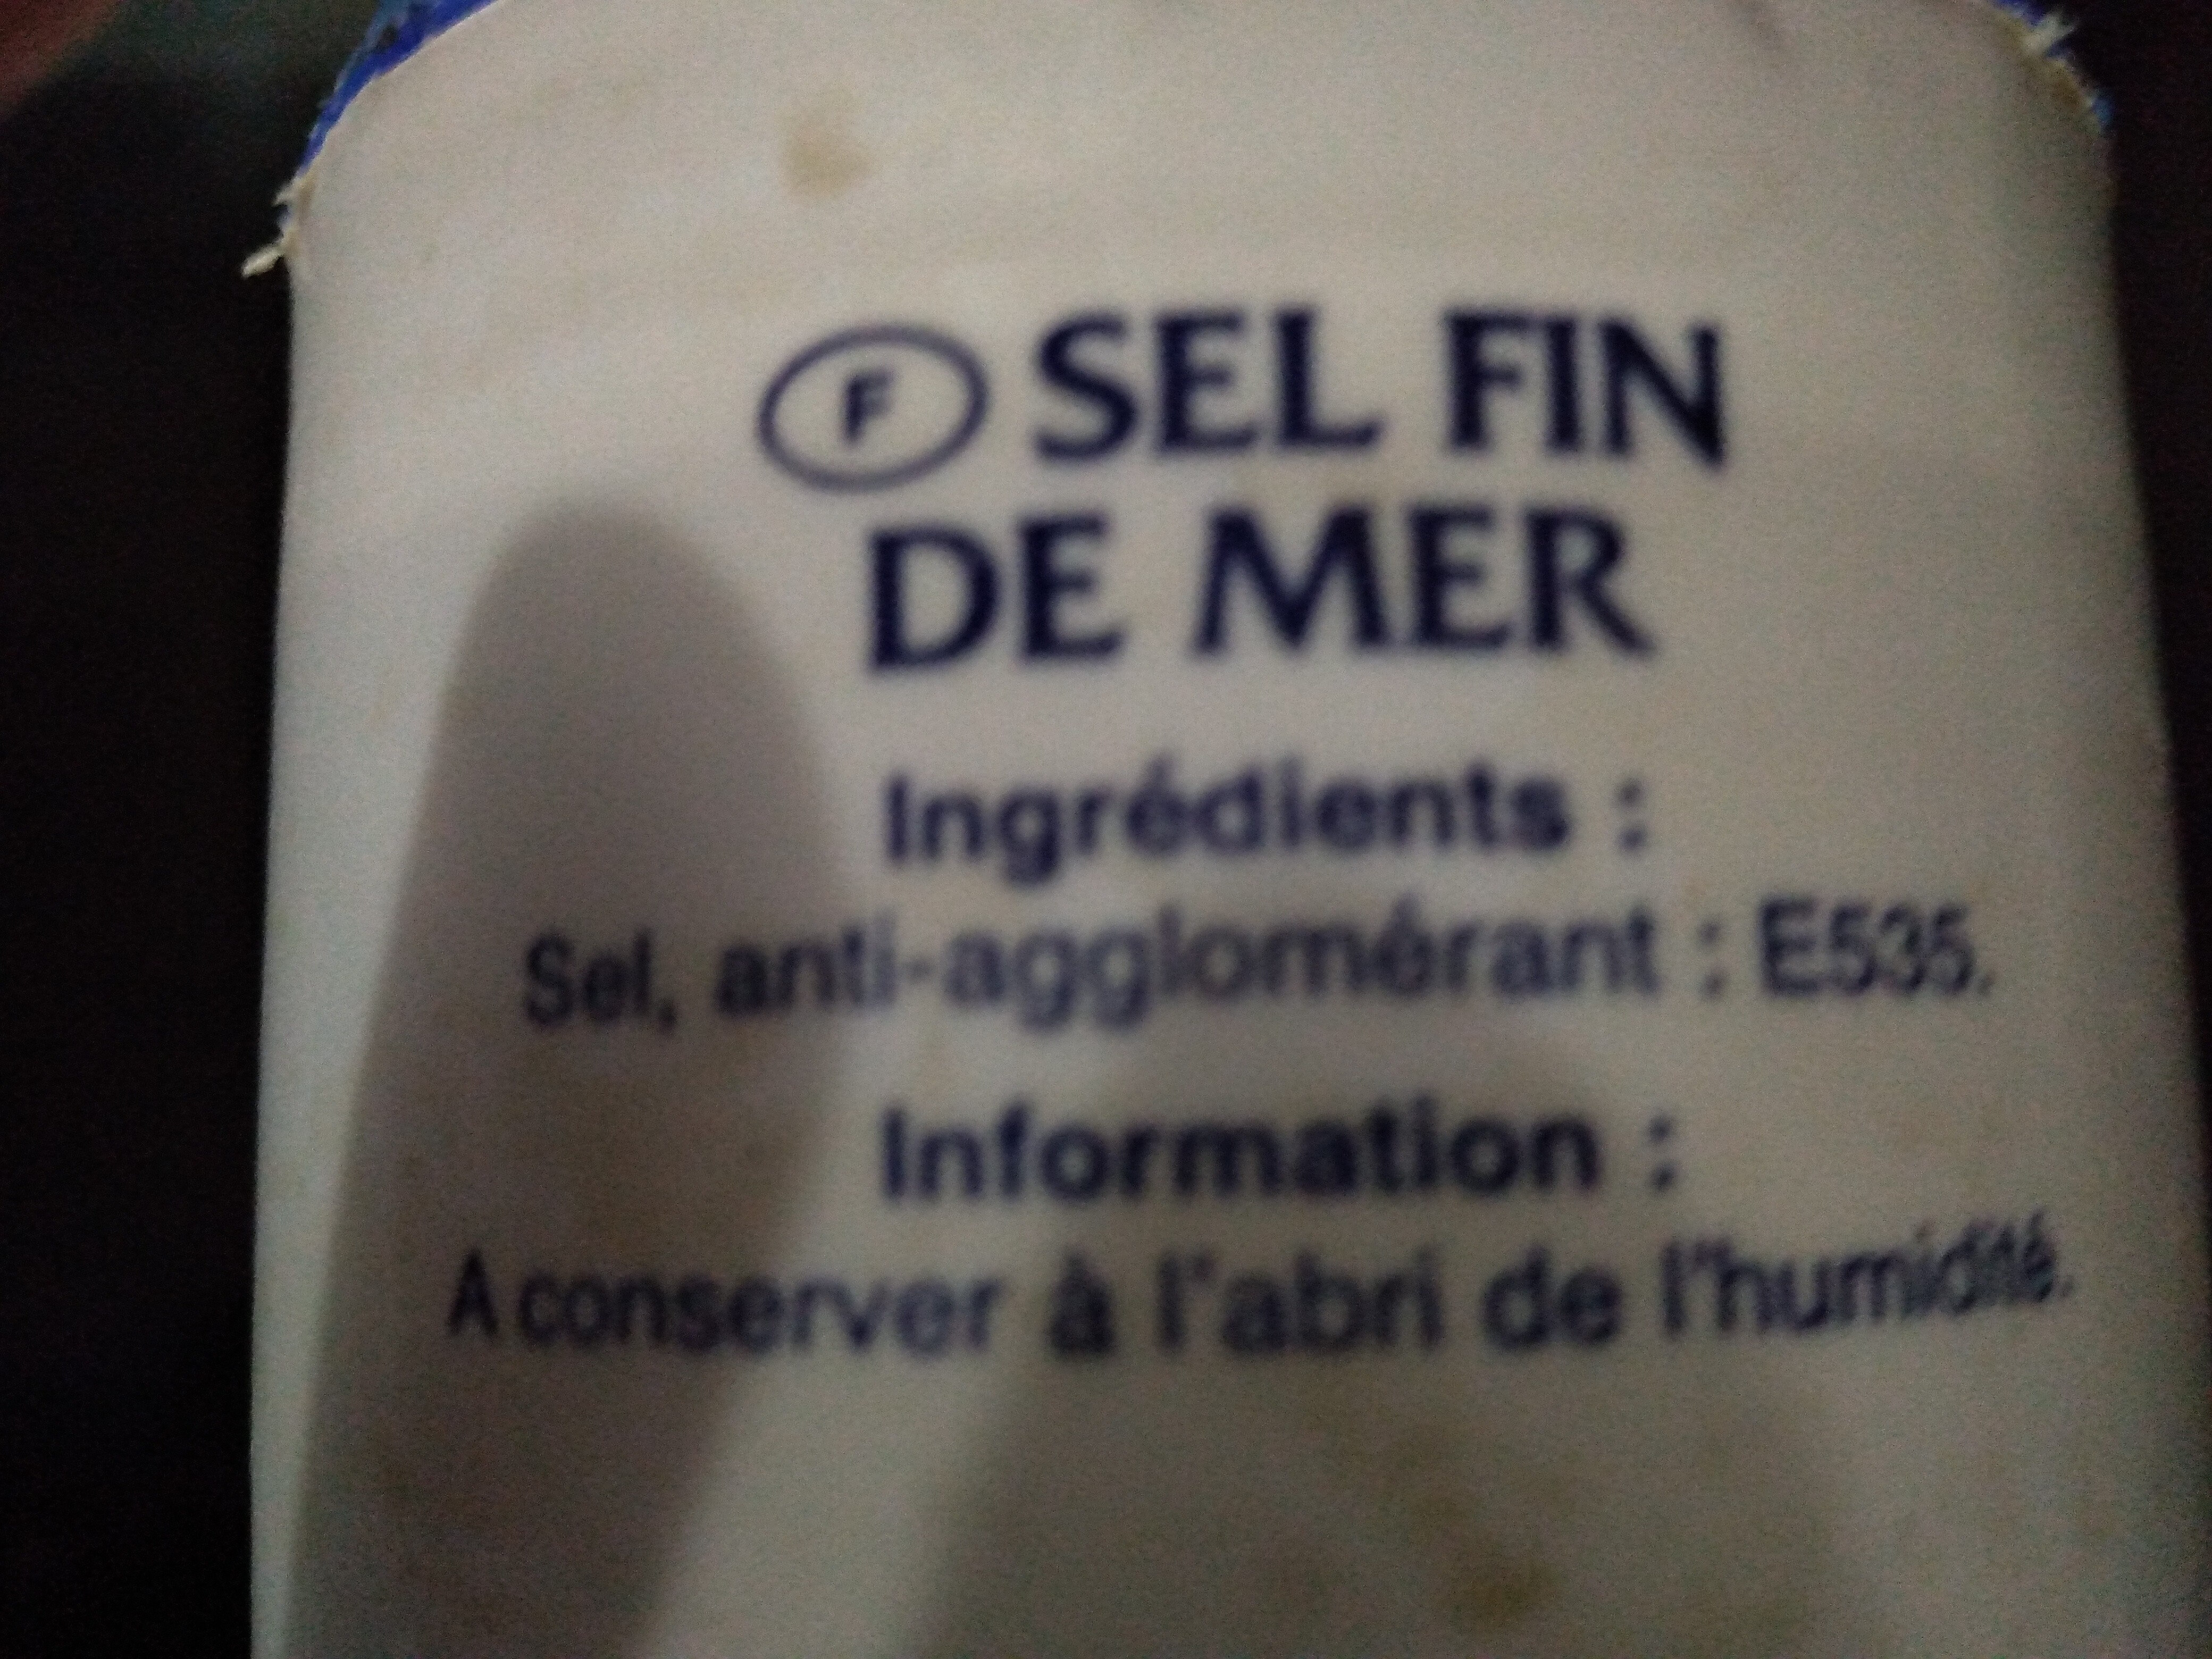 F SEL FIN
DE MER
Ingrédients :
Sel, anti-agglomérant : E535.
Information :
A conserver à l'abri de l'humidité.